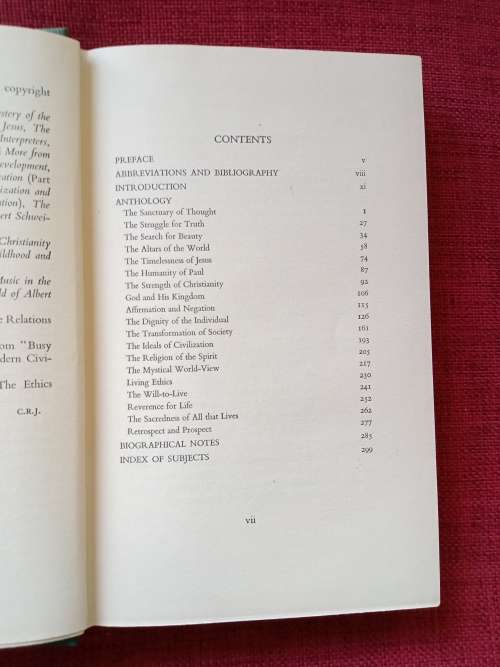 copyright
stery of the
Jesus, The
Interpreters,
More from
evelopment,
ration (Part
ization and
tion), The
ert Schwei-
Christianity
ildhood and
Music in the
ld of Albert
e Relations
om "Busy
dern Civi-
The Ethics
C.R.J.
CONTENTS
PREFACE v
ABBREVIATIONS AND BIBLIOGRAPHY viii
INTRODUCTION xi
ANTHOLOGY
The Sanctuary of Thought 1
The Struggle for Truth 27
The Search for Beauty 34
The Altars of the World 58
The Timelessness of Jesus 74
The Humanity of Paul 87
The Strength of Christianity 92
God and His Kingdom 106
Affirmation and Negation 115
The Dignity of the Individual 126
The Transformation of Society 161
The Ideals of Civilization 193
The Religion of the Spirit 205
The Mystical World-View 217
Living Ethics 230
The Will-to-Live 241
Reverence for Life 252
The Sacredness of All that Lives 262
Retrospect and Prospect 277
BIOGRAPHICAL NOTES 285
INDEX OF SUBJECTS 299
vii